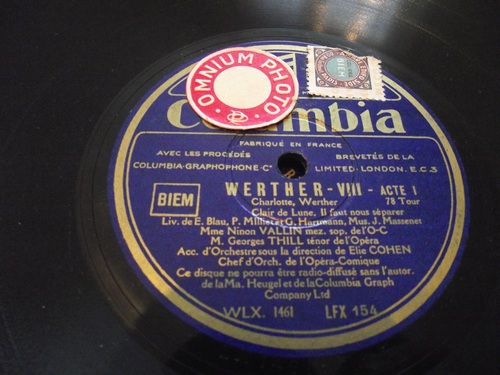 OMNIUM PHOTO
BIEM
Columbia
FABRIQUÉ EN FRANCE
AVEC LES PROCÉDÉS BREVETÉS DE LA
COLUMBIA·GRAPHOPHONE·Cº LIMITED·LONDON.E.C.3
BIEM
WERTHER-VIII - ACTE I
Charlotte, Werther 78 Tour
Clair de Lune, Il faut nous séparer
Liv. de E. Blau, P. Milliet et G. Hartmann, Mus. J. Massenet
Mme Ninon VALLIN mez. sop. de l'O-C
M. Georges THILL ténor de l'Opéra
Acc. d'Orchestre sous la direction de Elie COHEN
Chef d'Orch. de l'Opéra-Comique
Ce disque ne pourra être radio-diffusé sans l'autor.
de la Ma. Heugel et de la Columbia Graph
Company Ltd
WLX. 1461 LFX 154